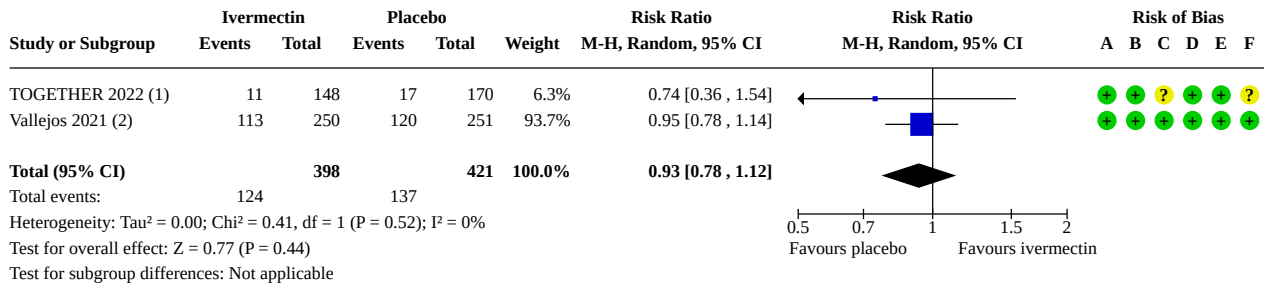 Ivermectin Placebo Risk Ratio Risk Ratio Risk of Bias
Study or Subgroup Events Total Events Total Weight M-H, Random, 95% CI M-H, Random, 95% CI A B C D E F
TOGETHER 2022 (1) 11 148 17 170 6.3% 0.74 [0.36 , 1.54] + + ? + + ?
Vallejos 2021 (2) 113 250 120 251 93.7% 0.95 [0.78 , 1.14] + + + + + +
Total (95% CI) 398 421 100.0% 0.93 [0.78 , 1.12]
Total events: 124 137
Heterogeneity: Tau² = 0.00; Chi² = 0.41, df = 1 (P = 0.52); I² = 0%
0.5 0.7 1 1.5 2
Test for overall effect: Z = 0.77 (P = 0.44) Favours placebo Favours ivermectin
Test for subgroup differences: Not applicable